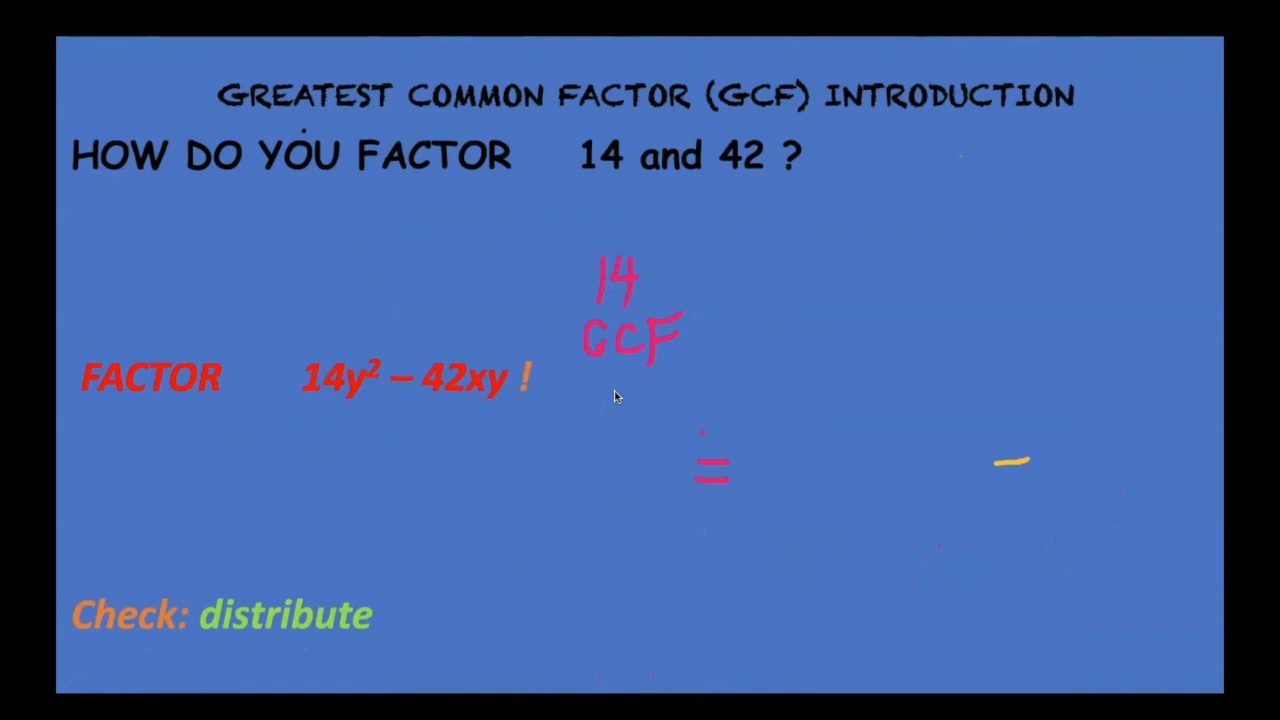 GREATEST COMMON FACTOR (GCF) INTRODUCTION
HOW DO YOU FACTOR 14 and 42 ?
14
GCF
FACTOR 14y² – 42xy !
= –
Check: distribute